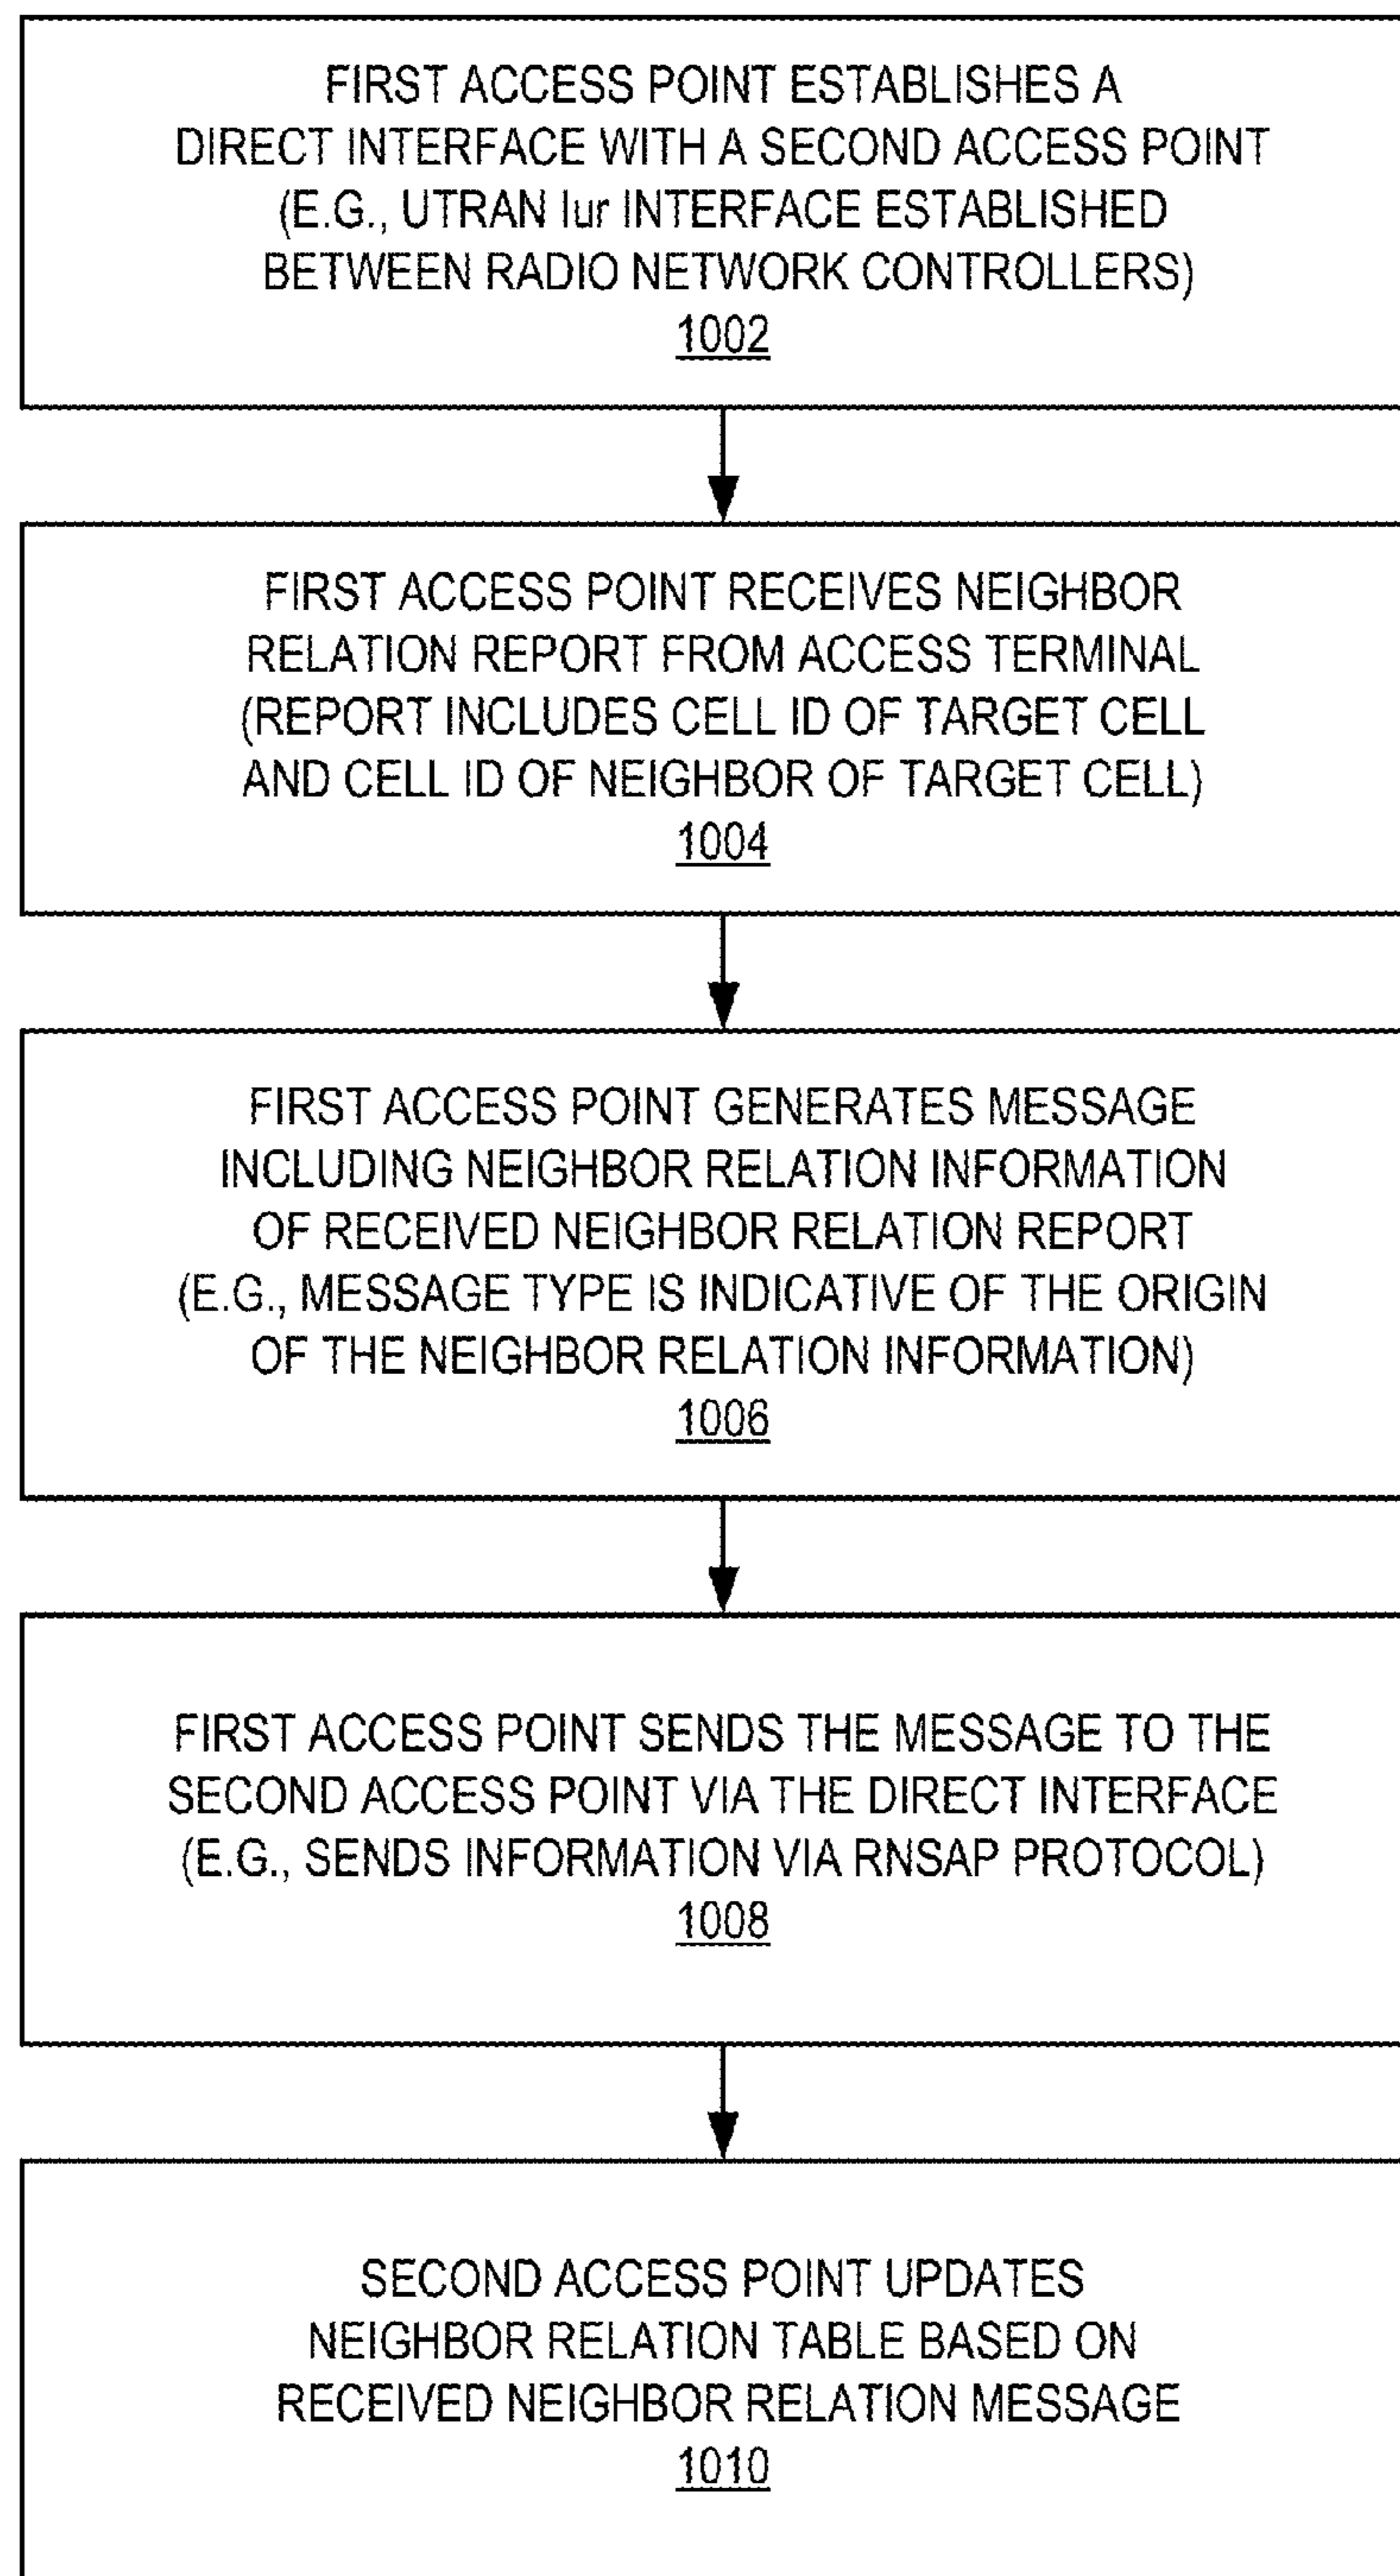 FIRST ACCESS POINT ESTABLISHES A
DIRECT INTERFACE WITH A SECOND ACCESS POINT
(E.G., UTRAN Iur INTERFACE ESTABLISHED
BETWEEN RADIO NETWORK CONTROLLERS)
1002
FIRST ACCESS POINT RECEIVES NEIGHBOR
RELATION REPORT FROM ACCESS TERMINAL
(REPORT INCLUDES CELL ID OF TARGET CELL
AND CELL ID OF NEIGHBOR OF TARGET CELL)
1004
FIRST ACCESS POINT GENERATES MESSAGE
INCLUDING NEIGHBOR RELATION INFORMATION
OF RECEIVED NEIGHBOR RELATION REPORT
(E.G., MESSAGE TYPE IS INDICATIVE OF THE ORIGIN
OF THE NEIGHBOR RELATION INFORMATION)
1006
FIRST ACCESS POINT SENDS THE MESSAGE TO THE
SECOND ACCESS POINT VIA THE DIRECT INTERFACE
(E.G., SENDS INFORMATION VIA RNSAP PROTOCOL)
1008
SECOND ACCESS POINT UPDATES
NEIGHBOR RELATION TABLE BASED ON
RECEIVED NEIGHBOR RELATION MESSAGE
1010